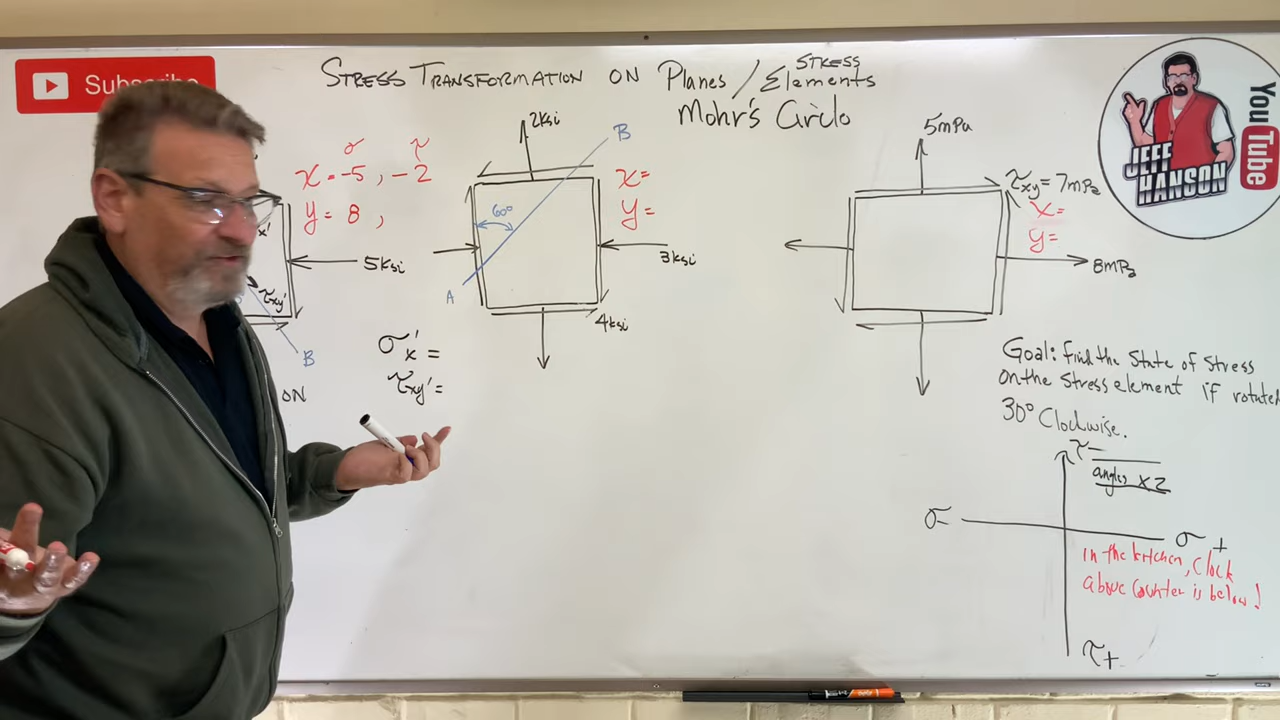 Subscribe
STRESS TRANSFORMATION ON Planes / STRESS Elements
Mohr's Circle
σ τ
x = -5, -2
y = 8,
5ksi
x'
τxy'
B
ON
2ksi
B
60°
A
3ksi
4ksi
x=
y=
σx' =
τxy' =
5mPa
τxy = 7mPa
x=
y=
8mPa
Goal: find the State of Stress
on the stress element if rotated
30° Clockwise.
τ-
angles x2
σ-
σ+
in the kitchen, Clock
above Counter is below!
τ+
JEFF
HANSON
YouTube